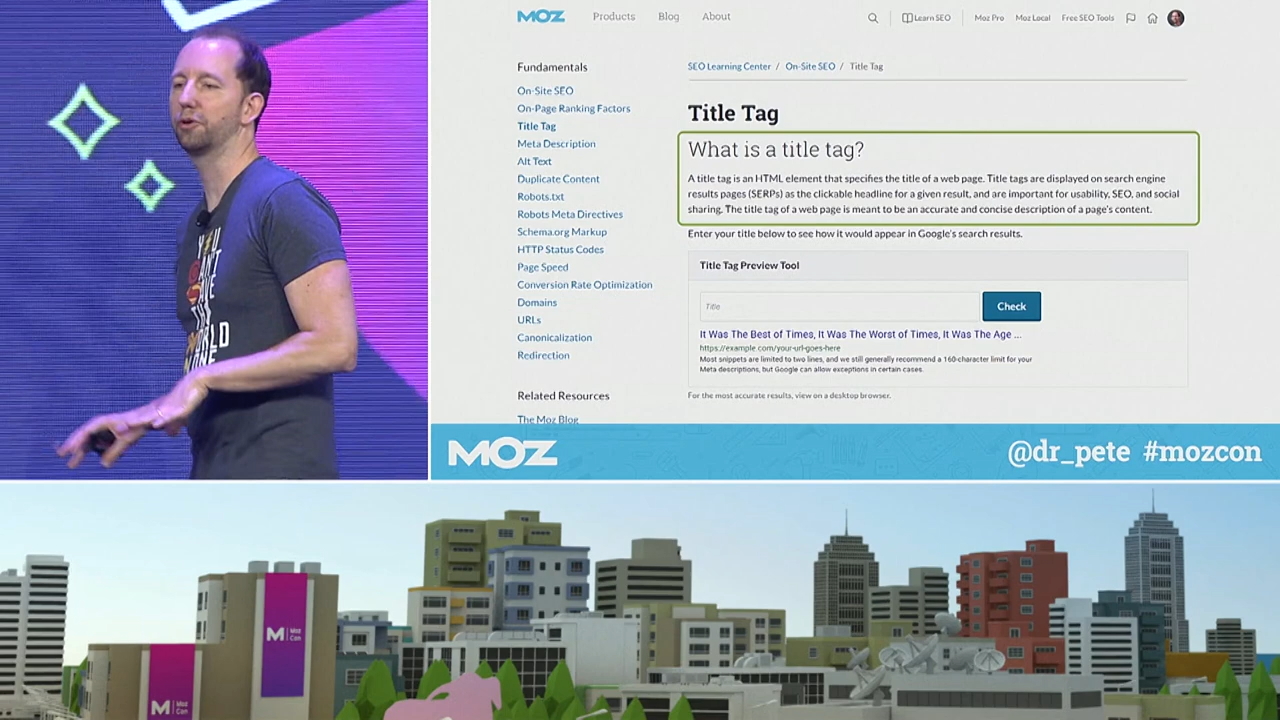 MOZ
Products Blog About
Learn SEO
Moz Pro
Moz Local
Free SEO Tools
Fundamentals
On-Site SEO
On-Page Ranking Factors
Title Tag
Meta Description
Alt Text
Duplicate Content
Robots.txt
Robots Meta Directives
Schema.org Markup
HTTP Status Codes
Page Speed
Conversion Rate Optimization
Domains
URLs
Canonicalization
Redirection
Related Resources
The Moz Blog
SEO Learning Center / On-Site SEO / Title Tag
Title Tag
What is a title tag?
A title tag is an HTML element that specifies the title of a web page. Title tags are displayed on search engine
results pages (SERPs) as the clickable headline for a given result, and are important for usability, SEO, and social
sharing. The title tag of a web page is meant to be an accurate and concise description of a page's content.
Enter your title below to see how it would appear in Google's search results.
Title Tag Preview Tool
Title
Check
It Was The Best of Times, It Was The Worst of Times, It Was The Age ...
https://example.com/your-url-goes-here
Most snippets are limited to two lines, and we still generally recommend a 160-character limit for your
Meta descriptions, but Google can allow exceptions in certain cases.
For the most accurate results, view on a desktop browser.
MOZ
@dr_pete #mozcon
M Moz
Con
M Moz
Con